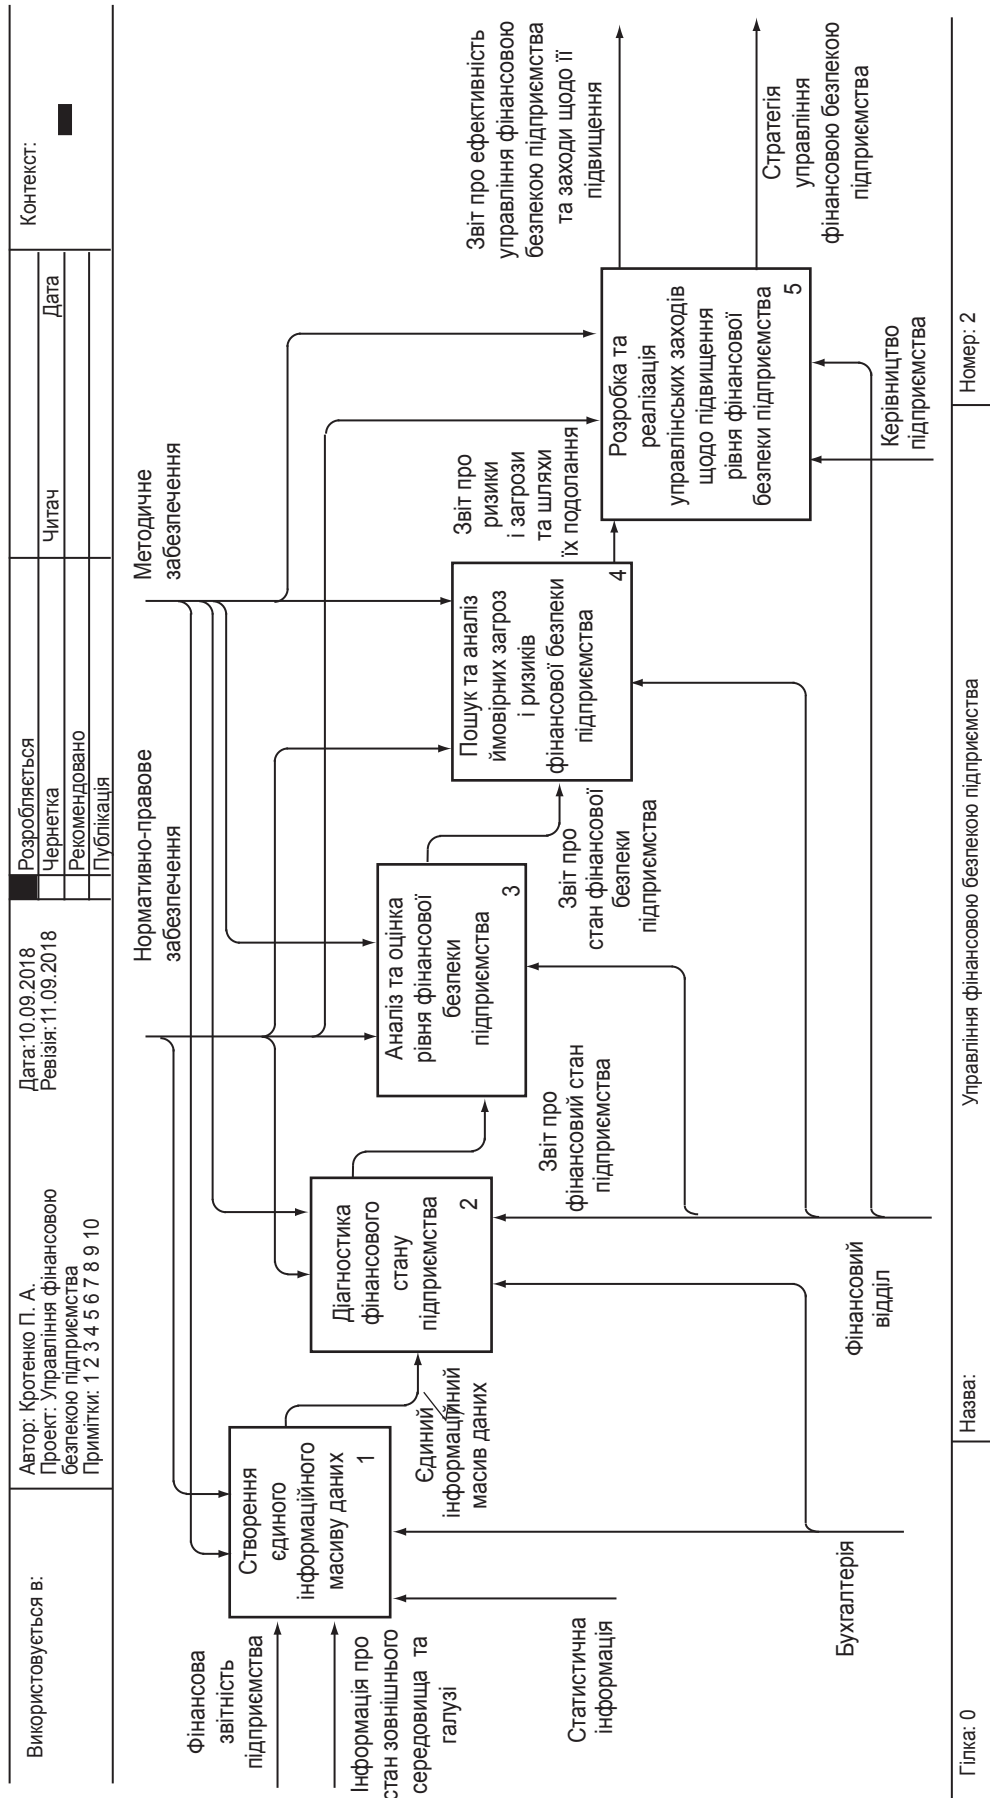 Використовується в:
Автор: Кротенко П. А.
Проект: Управління фінансовою
безпекою підприємства
Примітки: 1 2 3 4 5 6 7 8 9 10
Дата:10.09.2018
Ревізія:11.09.2018
Розробляється
Чернетка
Рекомендовано
Публікація
Читач
Дата
Контекст:
Нормативно-правове
забезпечення
Методичне
забезпечення
Фінансова
звітність
підприємства
Інформація про
стан зовнішнього
середовища та
галузі
Статистична
інформація
Створення
єдиного
інформаційного
масиву даних
1
Єдиний
інформаційний
масив даних
Діагностика
фінансового
стану
підприємства
2
Звіт про
фінансовий стан
підприємства
Аналіз та оцінка
рівня фінансової
безпеки
підприємства
3
Звіт про
стан фінансової
безпеки
підприємства
Пошук та аналіз
ймовірних загроз
і ризиків
фінансової безпеки
підприємства
4
Звіт про
ризики
і загрози
та шляхи
їх подолання
Розробка та
реалізація
управлінських заходів
щодо підвищення
рівня фінансової
безпеки підприємства
5
Звіт про ефективність
управління фінансовою
безпекою підприємства
та заходи щодо її
підвищення
Стратегія
управління
фінансовою безпекою
підприємства
Бухгалтерія
Фінансовий
відділ
Керівництво
підприємства
Гілка: 0
Назва:
Управління фінансовою безпекою підприємства
Номер: 2